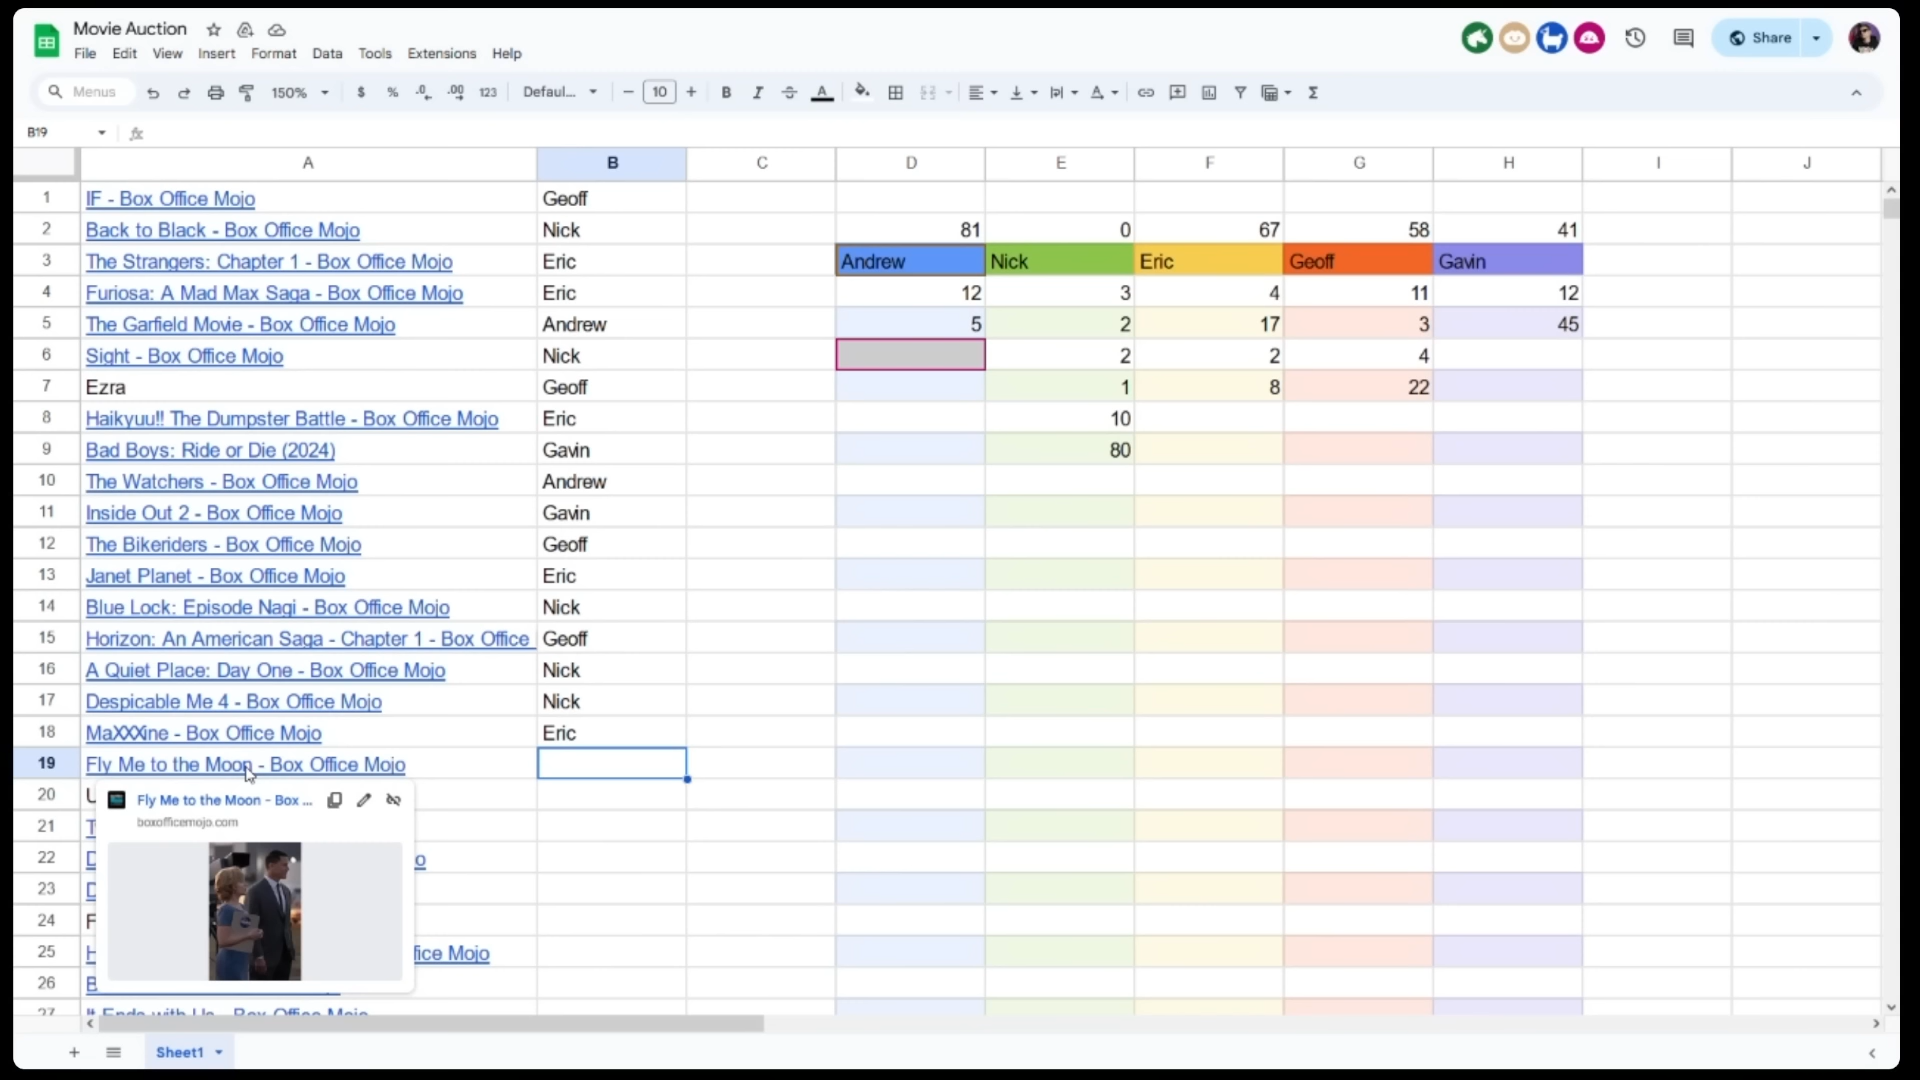 Movie Auction
File Edit View Insert Format Data Tools Extensions Help
Share
Menus 150% $ % .0 .00 123 Defaul... 10 B I A Σ
B19 fx
A B C D E F G H I J
1 IF - Box Office Mojo Geoff
2 Back to Black - Box Office Mojo Nick 81 0 67 58 41
3 The Strangers: Chapter 1 - Box Office Mojo Eric Andrew Nick Eric Geoff Gavin
4 Furiosa: A Mad Max Saga - Box Office Mojo Eric 12 3 4 11 12
5 The Garfield Movie - Box Office Mojo Andrew 5 2 17 3 45
6 Sight - Box Office Mojo Nick 2 2 4
7 Ezra Geoff 1 8 22
8 Haikyuu!! The Dumpster Battle - Box Office Mojo Eric 10
9 Bad Boys: Ride or Die (2024) Gavin 80
10 The Watchers - Box Office Mojo Andrew
11 Inside Out 2 - Box Office Mojo Gavin
12 The Bikeriders - Box Office Mojo Geoff
13 Janet Planet - Box Office Mojo Eric
14 Blue Lock: Episode Nagi - Box Office Mojo Nick
15 Horizon: An American Saga - Chapter 1 - Box Office Geoff
16 A Quiet Place: Day One - Box Office Mojo Nick
17 Despicable Me 4 - Box Office Mojo Nick
18 MaXXXine - Box Office Mojo Eric
19 Fly Me to the Moon - Box Office Mojo
20
Fly Me to the Moon - Box ...
boxofficemojo.com
21
22
23
24
25 fice Mojo
26
27 It Ends with Us - Box Office Mojo
Sheet1